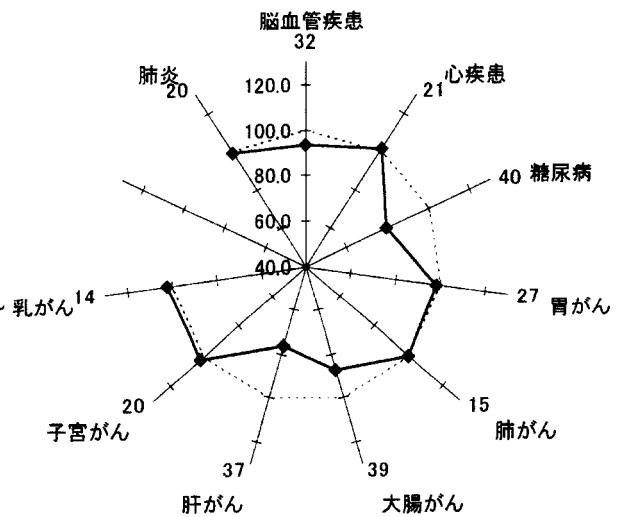 脳血管疾患
32
肺炎
20
21
心疾患
120.0
100.0
80.0
60.0
40.0
40
糖尿病
27
胃がん
乳がん
14
15
肺がん
20
子宮がん
37
肝がん
39
大腸がん